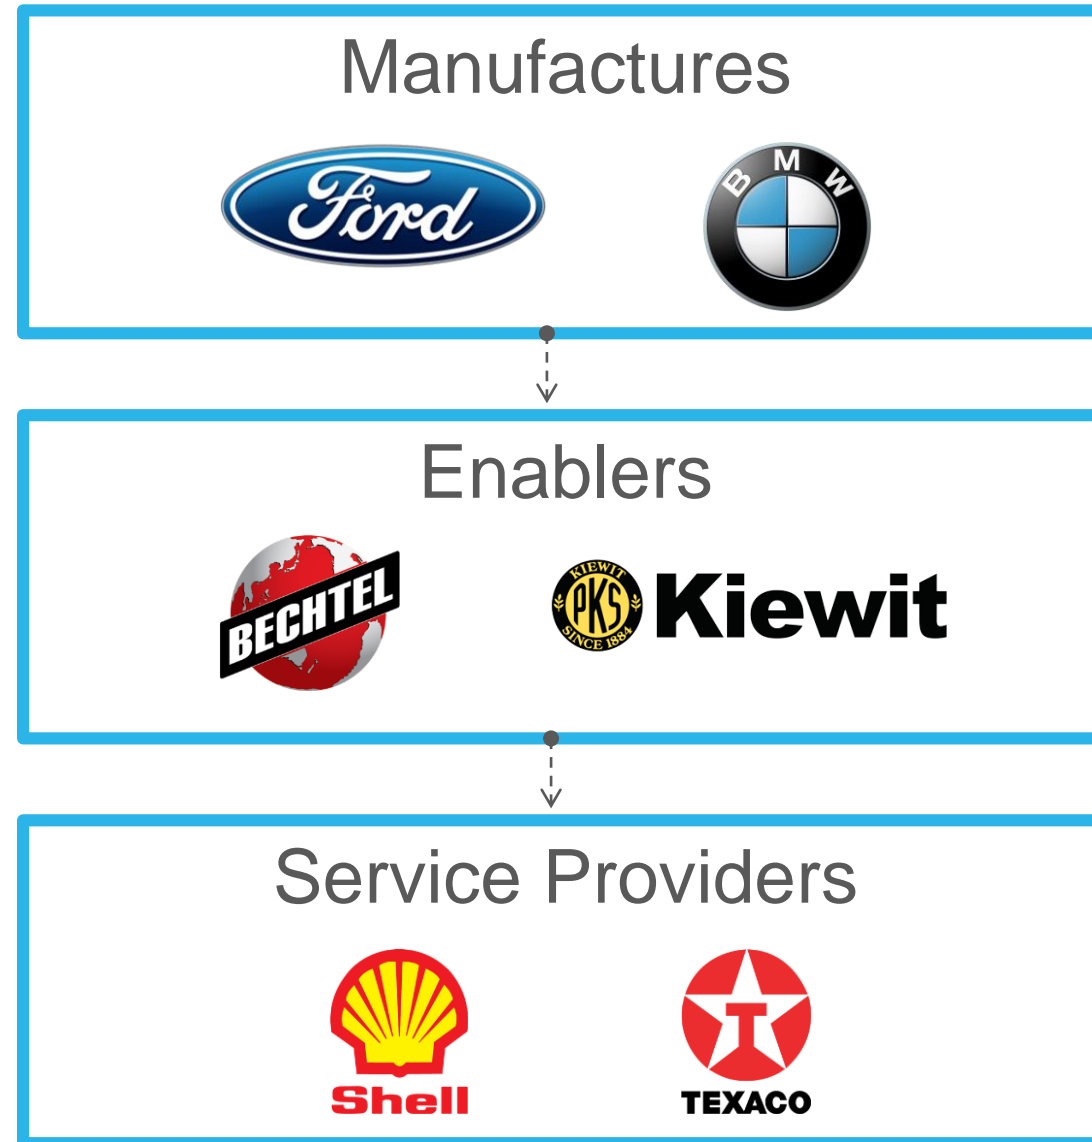 Manufactures
Ford
BMW
Enablers
BECHTEL
KIEWIT
PKS
SINCE 1884
Kiewit
Service Providers
Shell
T
TEXACO